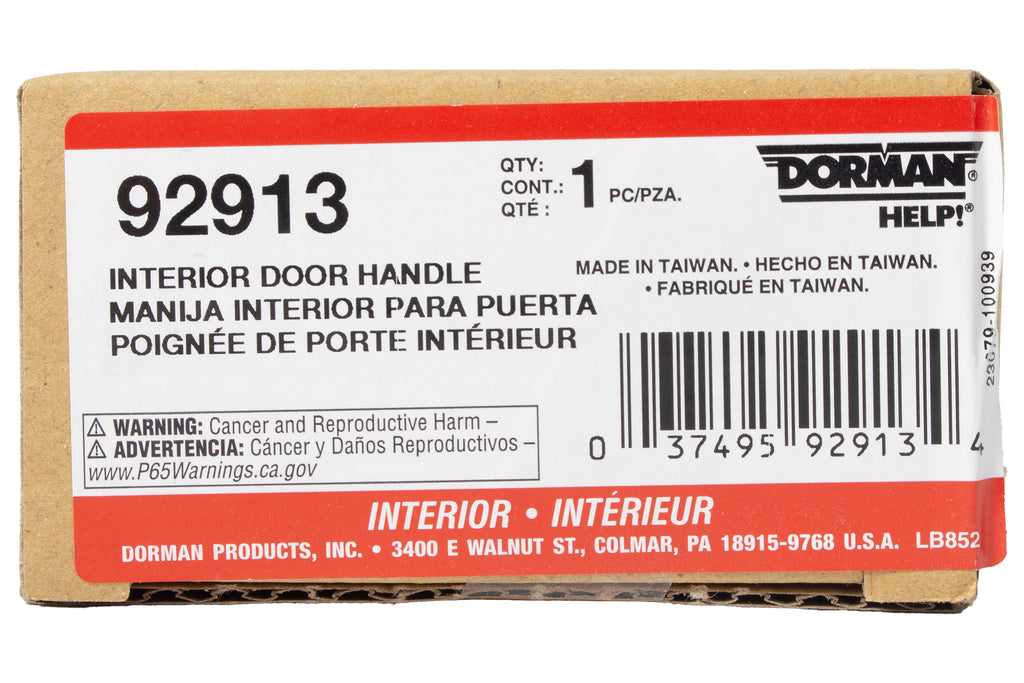 92913
QTY:
CONT.: 1 PC/PZA.
QTÉ :
DORMAN®
HELP!®
INTERIOR DOOR HANDLE
MANIJA INTERIOR PARA PUERTA
POIGNÉE DE PORTE INTÉRIEUR
MADE IN TAIWAN. • HECHO EN TAIWAN.
• FABRIQUÉ EN TAIWAN.
23079-100939
0 37495 92913 4
⚠ WARNING: Cancer and Reproductive Harm –
⚠ ADVERTENCIA: Cáncer y Daños Reproductivos –
www.P65Warnings.ca.gov
INTERIOR • INTÉRIEUR
DORMAN PRODUCTS, INC. • 3400 E WALNUT ST., COLMAR, PA 18915-9768 U.S.A. LB852